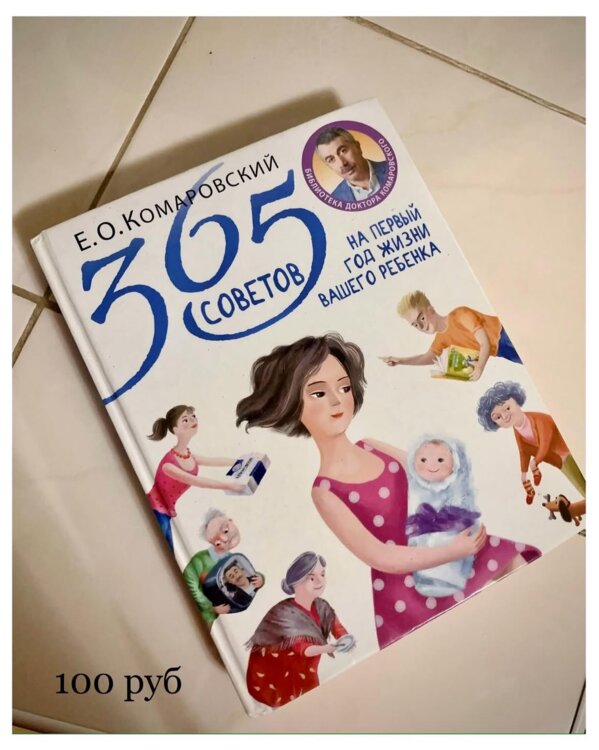 Е.О.Комаровский
365
советов
на первый
год жизни
вашего ребенка
БИБЛИОТЕКА ДОКТОРА КОМАРОВСКОГО
100 руб